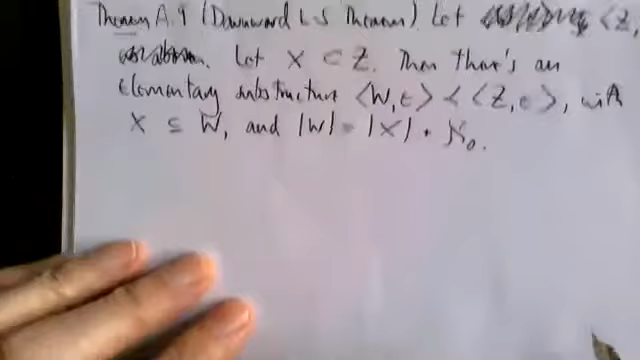 Theorem A.9 (Downward LS Theorem). Let <Z,
Let X ⊂ Z. Then there's an
elementary substructure <W,ε> ≺ <Z,ε>, with
X ⊆ W, and |W| = |X| · ℵ₀.